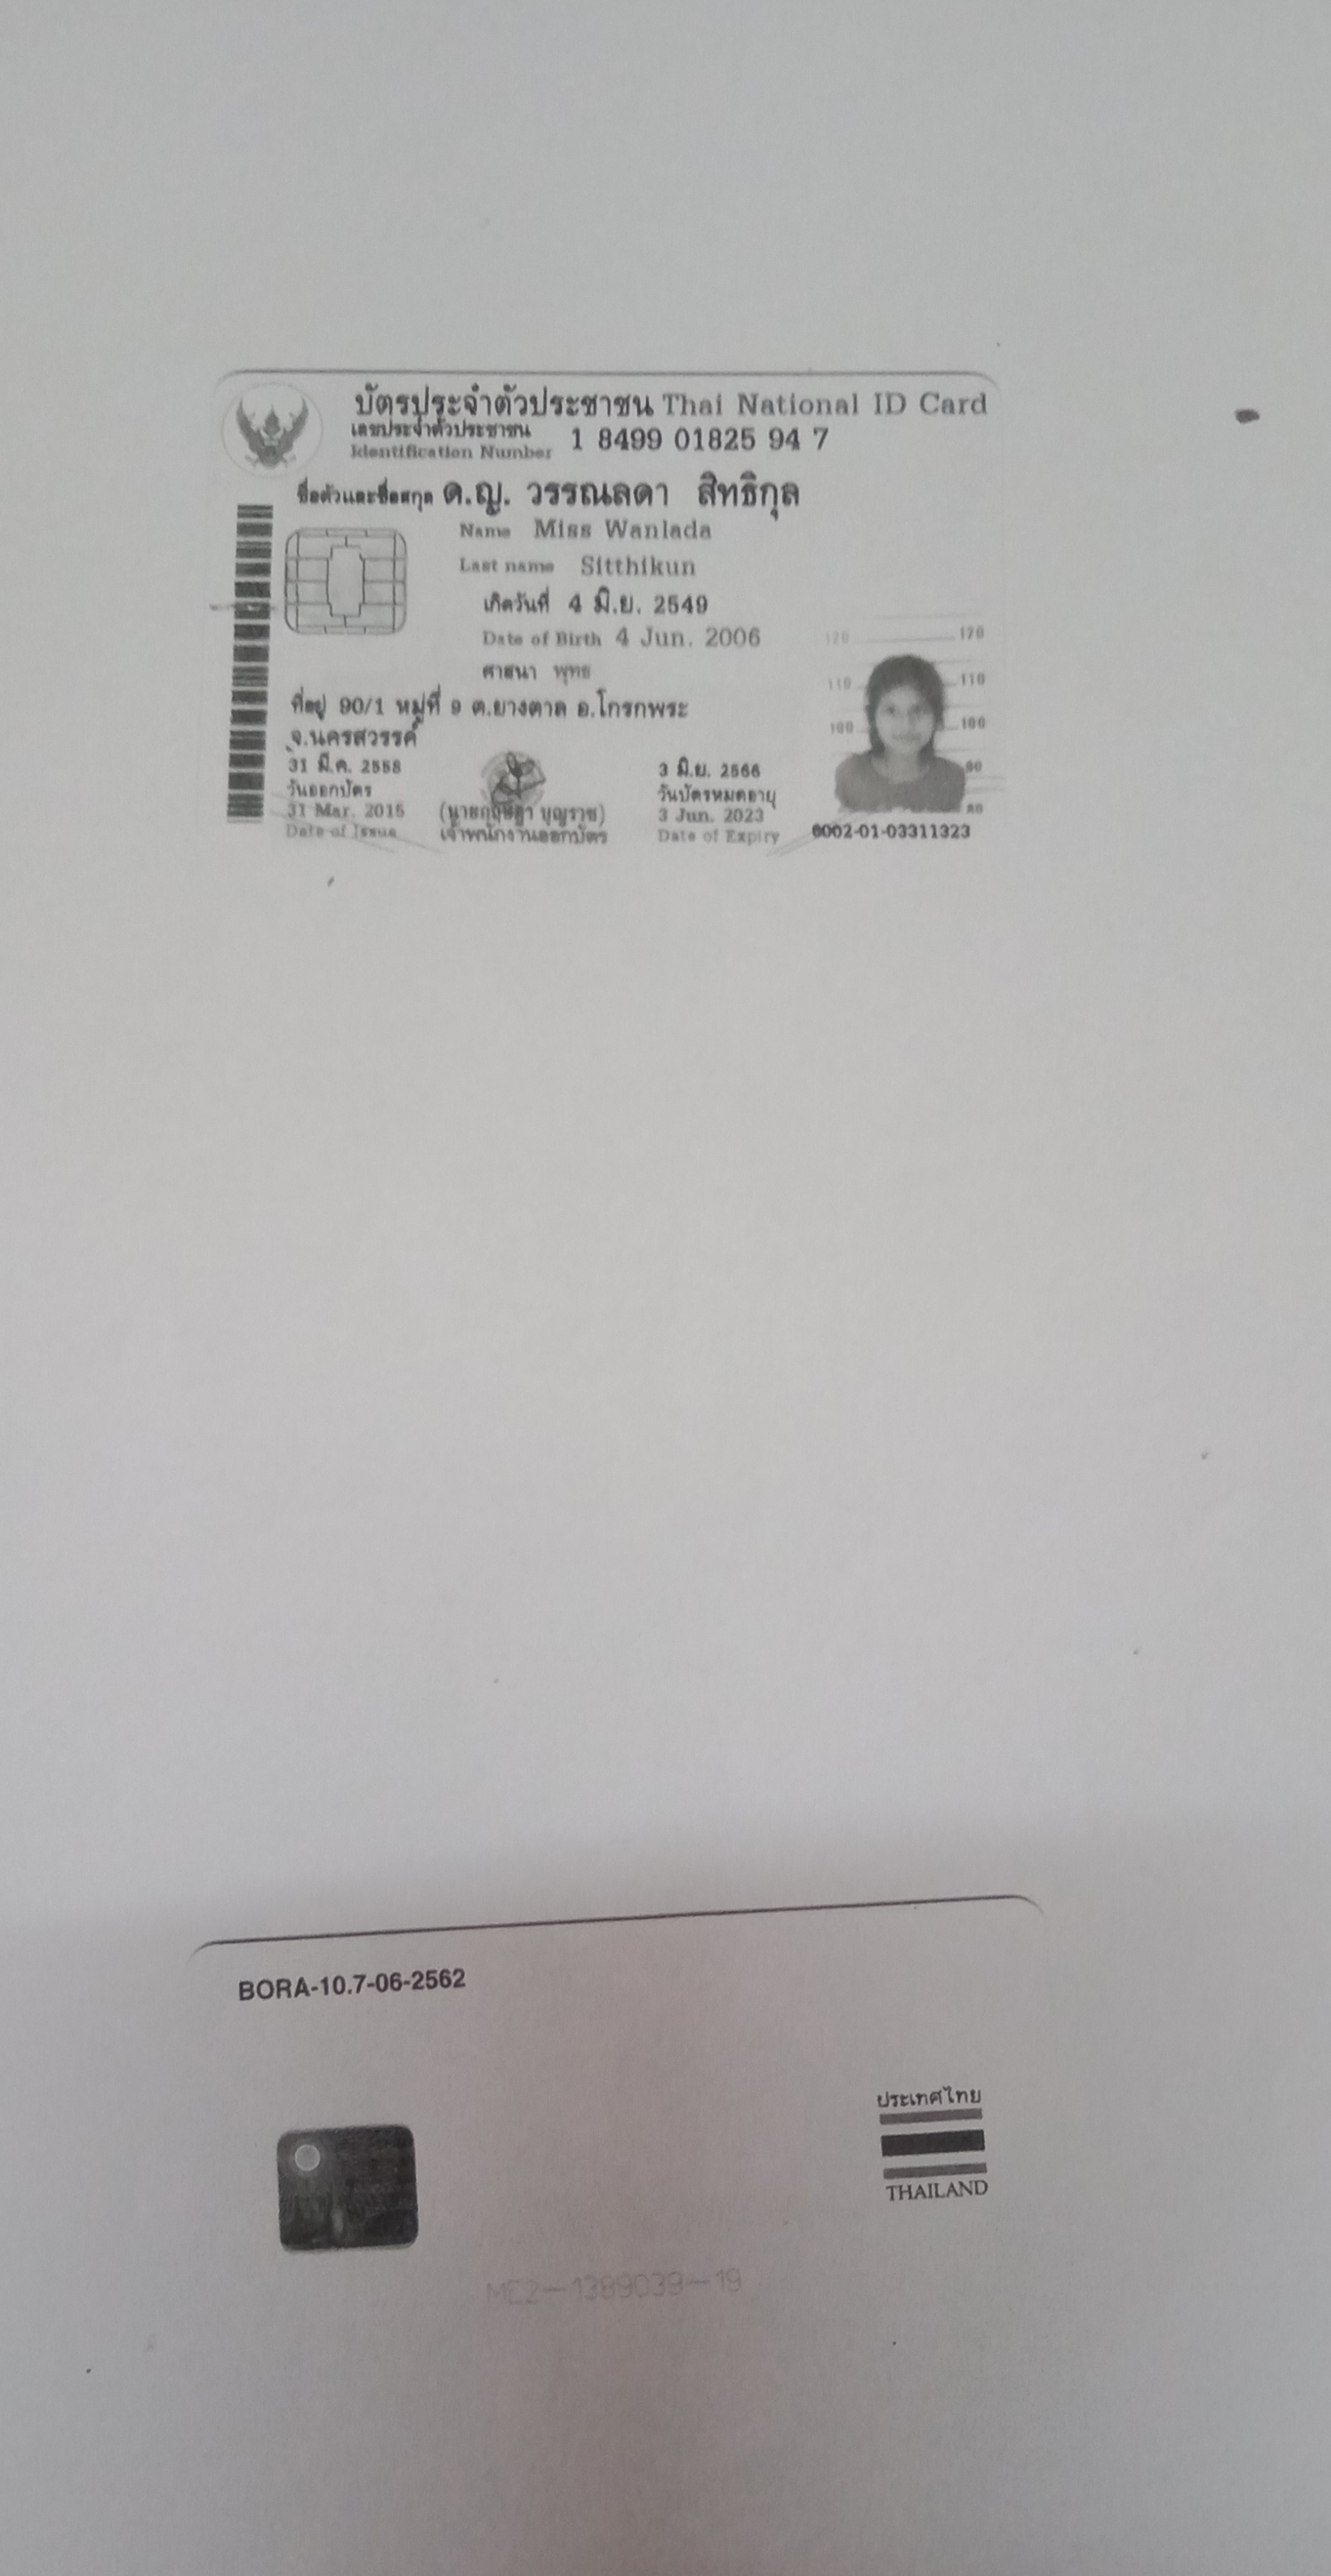 บัตรประจำตัวประชาชน Thai National ID Card
เลขประจำตัวประชาชน
Identification Number 1 8499 01825 94 7
ชื่อตัวและชื่อสกุล ด.ญ. วรรณลดา สิทธิกุล
Name Miss Wanlada
Last name Sitthikun
เกิดวันที่ 4 มิ.ย. 2549
Date of Birth 4 Jun. 2006
ศาสนา พุทธ
ที่อยู่ 90/1 หมู่ที่ 9 ต.ยางตาล อ.โกรกพระ
จ.นครสวรรค์
31 มี.ค. 2558
วันออกบัตร
31 Mar. 2015
Date of Issue
(นายกฤษฎา บุญราช)
เจ้าพนักงานออกบัตร
3 มิ.ย. 2566
วันบัตรหมดอายุ
3 Jun. 2023
Date of Expiry
120 170
110 110
100 100
90
80
6002-01-03311323
BORA-10.7-06-2562
ประเทศไทย
THAILAND
ME2-1389039-19